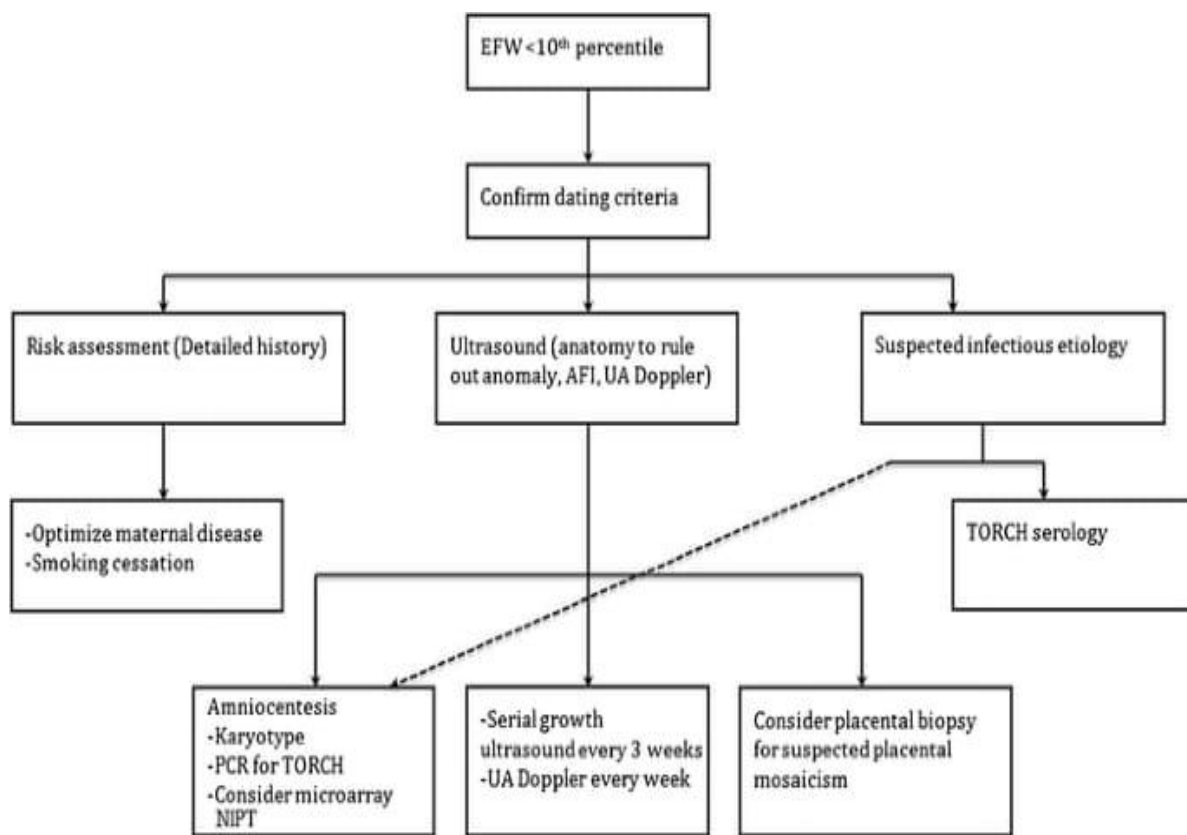 EFW <10th percentile
Confirm dating criteria
Risk assessment (Detailed history)
Ultrasound (anatomy to rule
out anomaly, AFI, UA Doppler)
Suspected infectious etiology
-Optimize maternal disease
-Smoking cessation
TORCH serology
Amniocentesis
-Karyotype
-PCR for TORCH
-Consider microarray
NIPT
-Serial growth
ultrasound every 3 weeks
-UA Doppler every week
Consider placental biopsy
for suspected placental
mosaicism